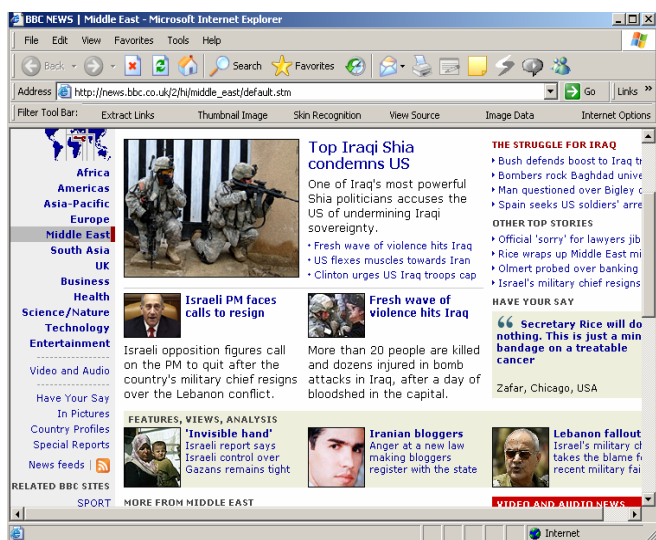 BBC NEWS | Middle East - Microsoft Internet Explorer
File Edit View Favorites Tools Help
Back Search Favorites
Address http://news.bbc.co.uk/2/hi/middle_east/default.stm Go Links »
Filter Tool Bar: Extract Links Thumbnail Image Skin Recognition View Source Image Data Internet Options
Africa
Americas
Asia-Pacific
Europe
Middle East
South Asia
UK
Business
Health
Science/Nature
Technology
Entertainment
Video and Audio
Have Your Say
In Pictures
Country Profiles
Special Reports
News feeds |
RELATED BBC SITES
SPORT
Top Iraqi Shia
condemns US
One of Iraq's most powerful
Shia politicians accuses the
US of undermining Iraqi
sovereignty.
• Fresh wave of violence hits Iraq
• US flexes muscles towards Iran
• Clinton urges US Iraq troops cap
Israeli PM faces
calls to resign
Israeli opposition figures call
on the PM to quit after the
country's military chief resigns
over the Lebanon conflict.
Fresh wave of
violence hits Iraq
More than 20 people are killed
and dozens injured in bomb
attacks in Iraq, after a day of
bloodshed in the capital.
FEATURES, VIEWS, ANALYSIS
'Invisible hand'
Israeli report says
Israeli control over
Gazans remains tight
Iranian bloggers
Anger at a new law
making bloggers
register with the state
Lebanon fallout
Israel's military ch
takes the blame fo
recent military fai
MORE FROM MIDDLE EAST
THE STRUGGLE FOR IRAQ
Bush defends boost to Iraq tr
Bombers rock Baghdad unive
Man questioned over Bigley c
Spain seeks US soldiers' arre
OTHER TOP STORIES
Official 'sorry' for lawyers jib
Rice wraps up Middle East mi
Olmert probed over banking
Israel's military chief resigns
HAVE YOUR SAY
“ Secretary Rice will do
nothing. This is just a min
bandage on a treatable
cancer
Zafar, Chicago, USA
VIDEO AND AUDIO NEWS
Internet